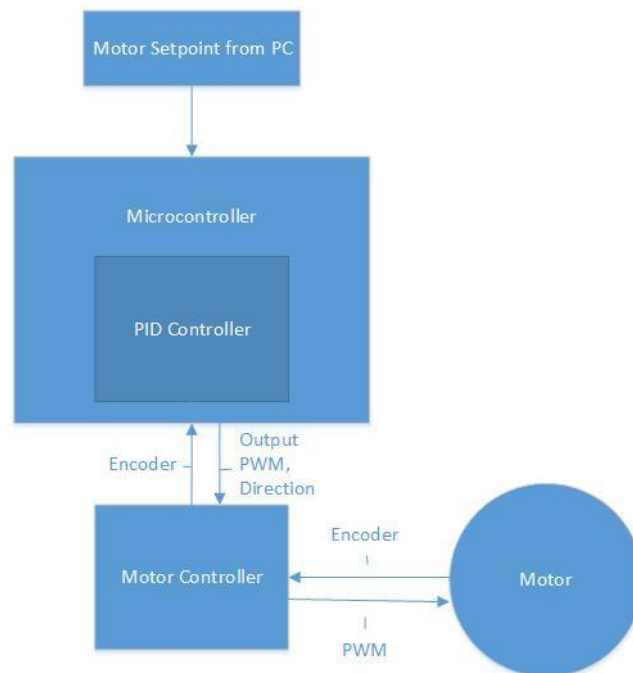 Motor Setpoint from PC
Microcontroller
PID Controller
Encoder
Output
PWM,
Direction
Motor Controller
Encoder
PWM
Motor